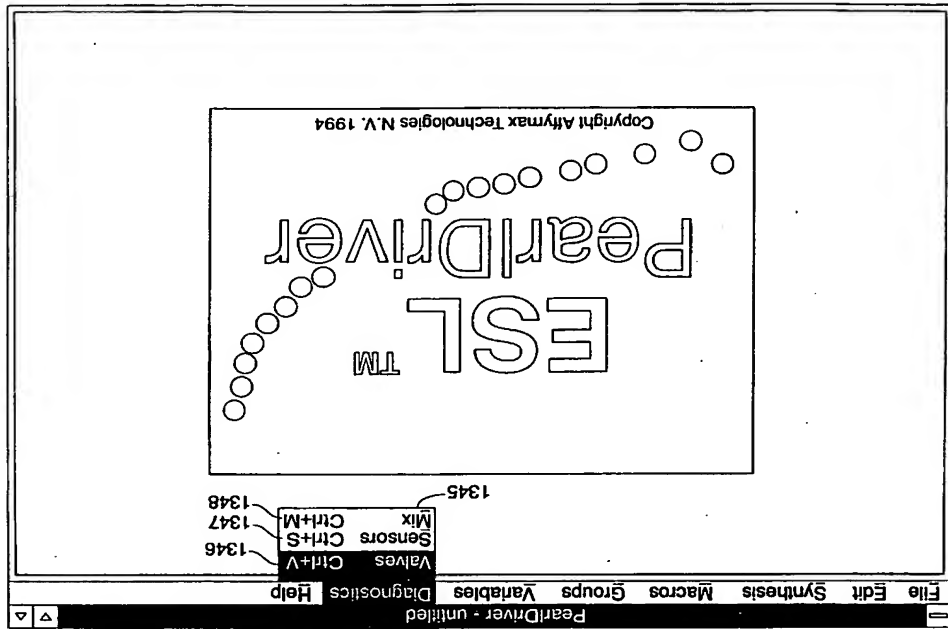 PearlDriver - untitled
File Edit Synthesis Macros Groups Variables Diagnostics Help
Valves Ctrl+V 1346
Sensors Ctrl+S 1347
Mix Ctrl+M 1348
1345
ESL TM
PearlDriver
Copyright Affymax Technologies N.V. 1994